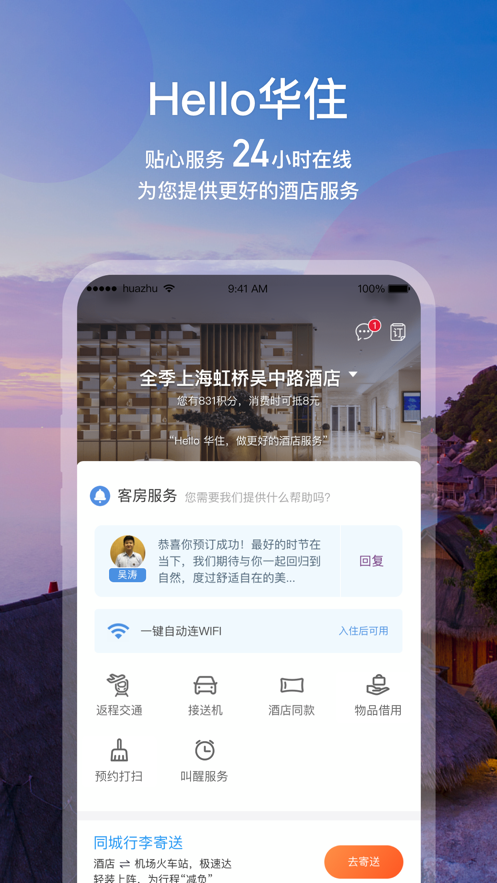 Hello华住
贴心服务 24小时在线
为您提供更好的酒店服务
huazhu
9:41 AM
100%
1
订
全季上海虹桥吴中路酒店
您有831积分，消费时可抵8元
“Hello 华住，做更好的酒店服务”
客房服务 您需要我们提供什么帮助吗?
恭喜你预订成功！最好的时节在
当下，我们期待与你一起回归到
自然，度过舒适自在的美...
吴涛
回复
一键自动连WIFI
入住后可用
返程交通 接送机 酒店同款 物品借用
预约打扫 叫醒服务
同城行李寄送
酒店 ⇌ 机场火车站，极速达
轻装上阵，为行程“减负”
去寄送